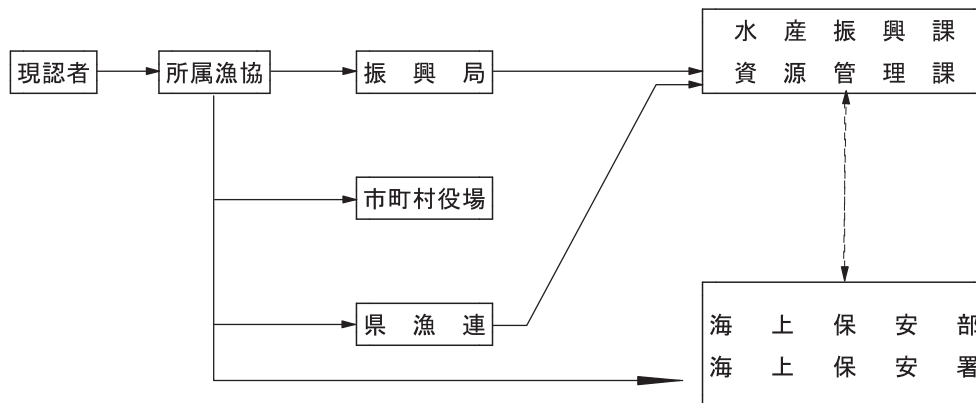 現認者
所属漁協
振興局
水産振興課
資源管理課
市町村役場
県漁連
海上保安部
海上保安署